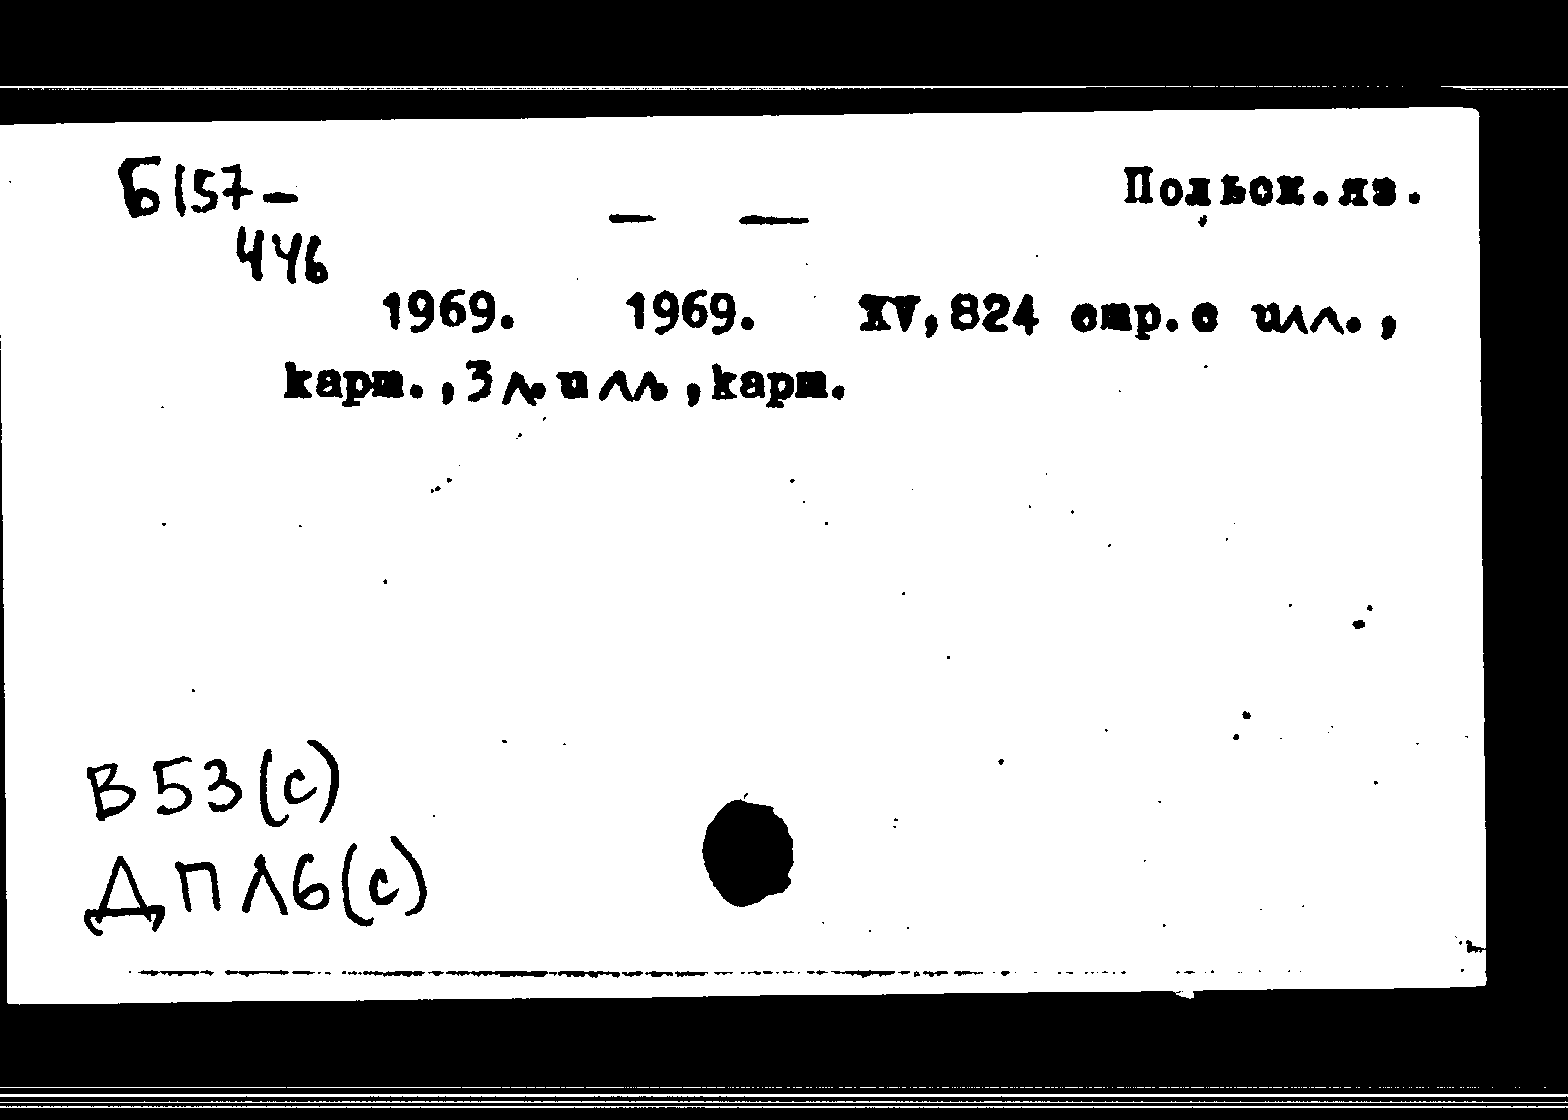 Б157-
446
— — Польск.яз.
1969. 1969. XV,824 стр.с илл.,
карт.,3л.илл.,карт.
В53(с)
ДПЛ6(с)